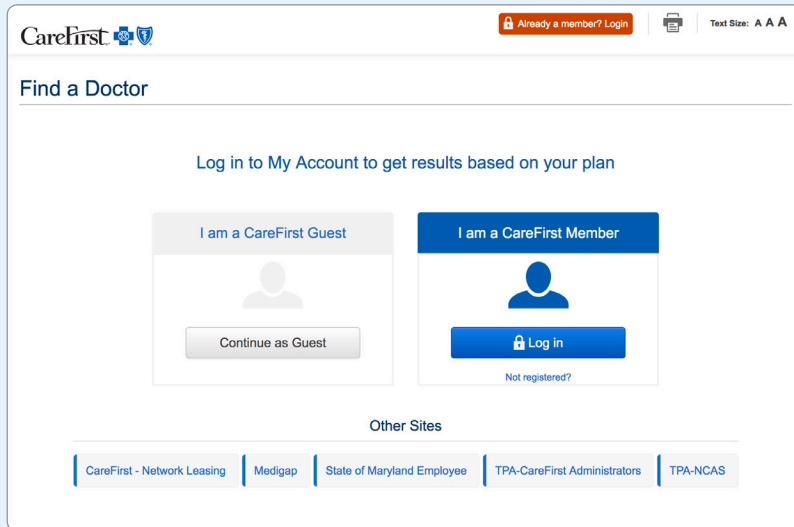 CareFirst
Already a member? Login
Text Size: A A A
Find a Doctor
Log in to My Account to get results based on your plan
I am a CareFirst Guest
I am a CareFirst Member
Continue as Guest
Log in
Not registered?
Other Sites
CareFirst - Network Leasing
Medigap
State of Maryland Employee
TPA-CareFirst Administrators
TPA-NCAS